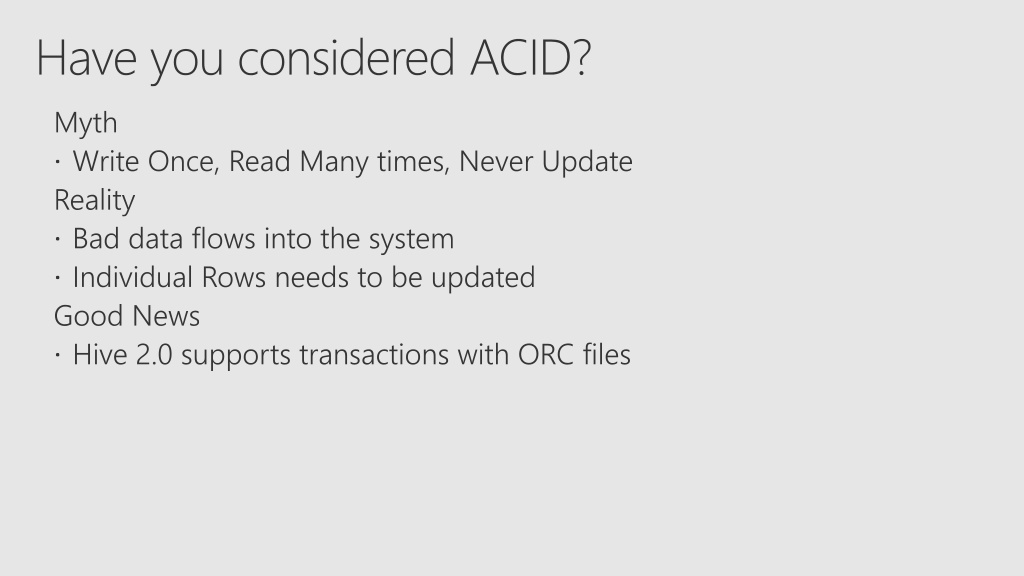 Have you considered ACID?
Myth
· Write Once, Read Many times, Never Update
Reality
· Bad data flows into the system
· Individual Rows needs to be updated
Good News
· Hive 2.0 supports transactions with ORC files